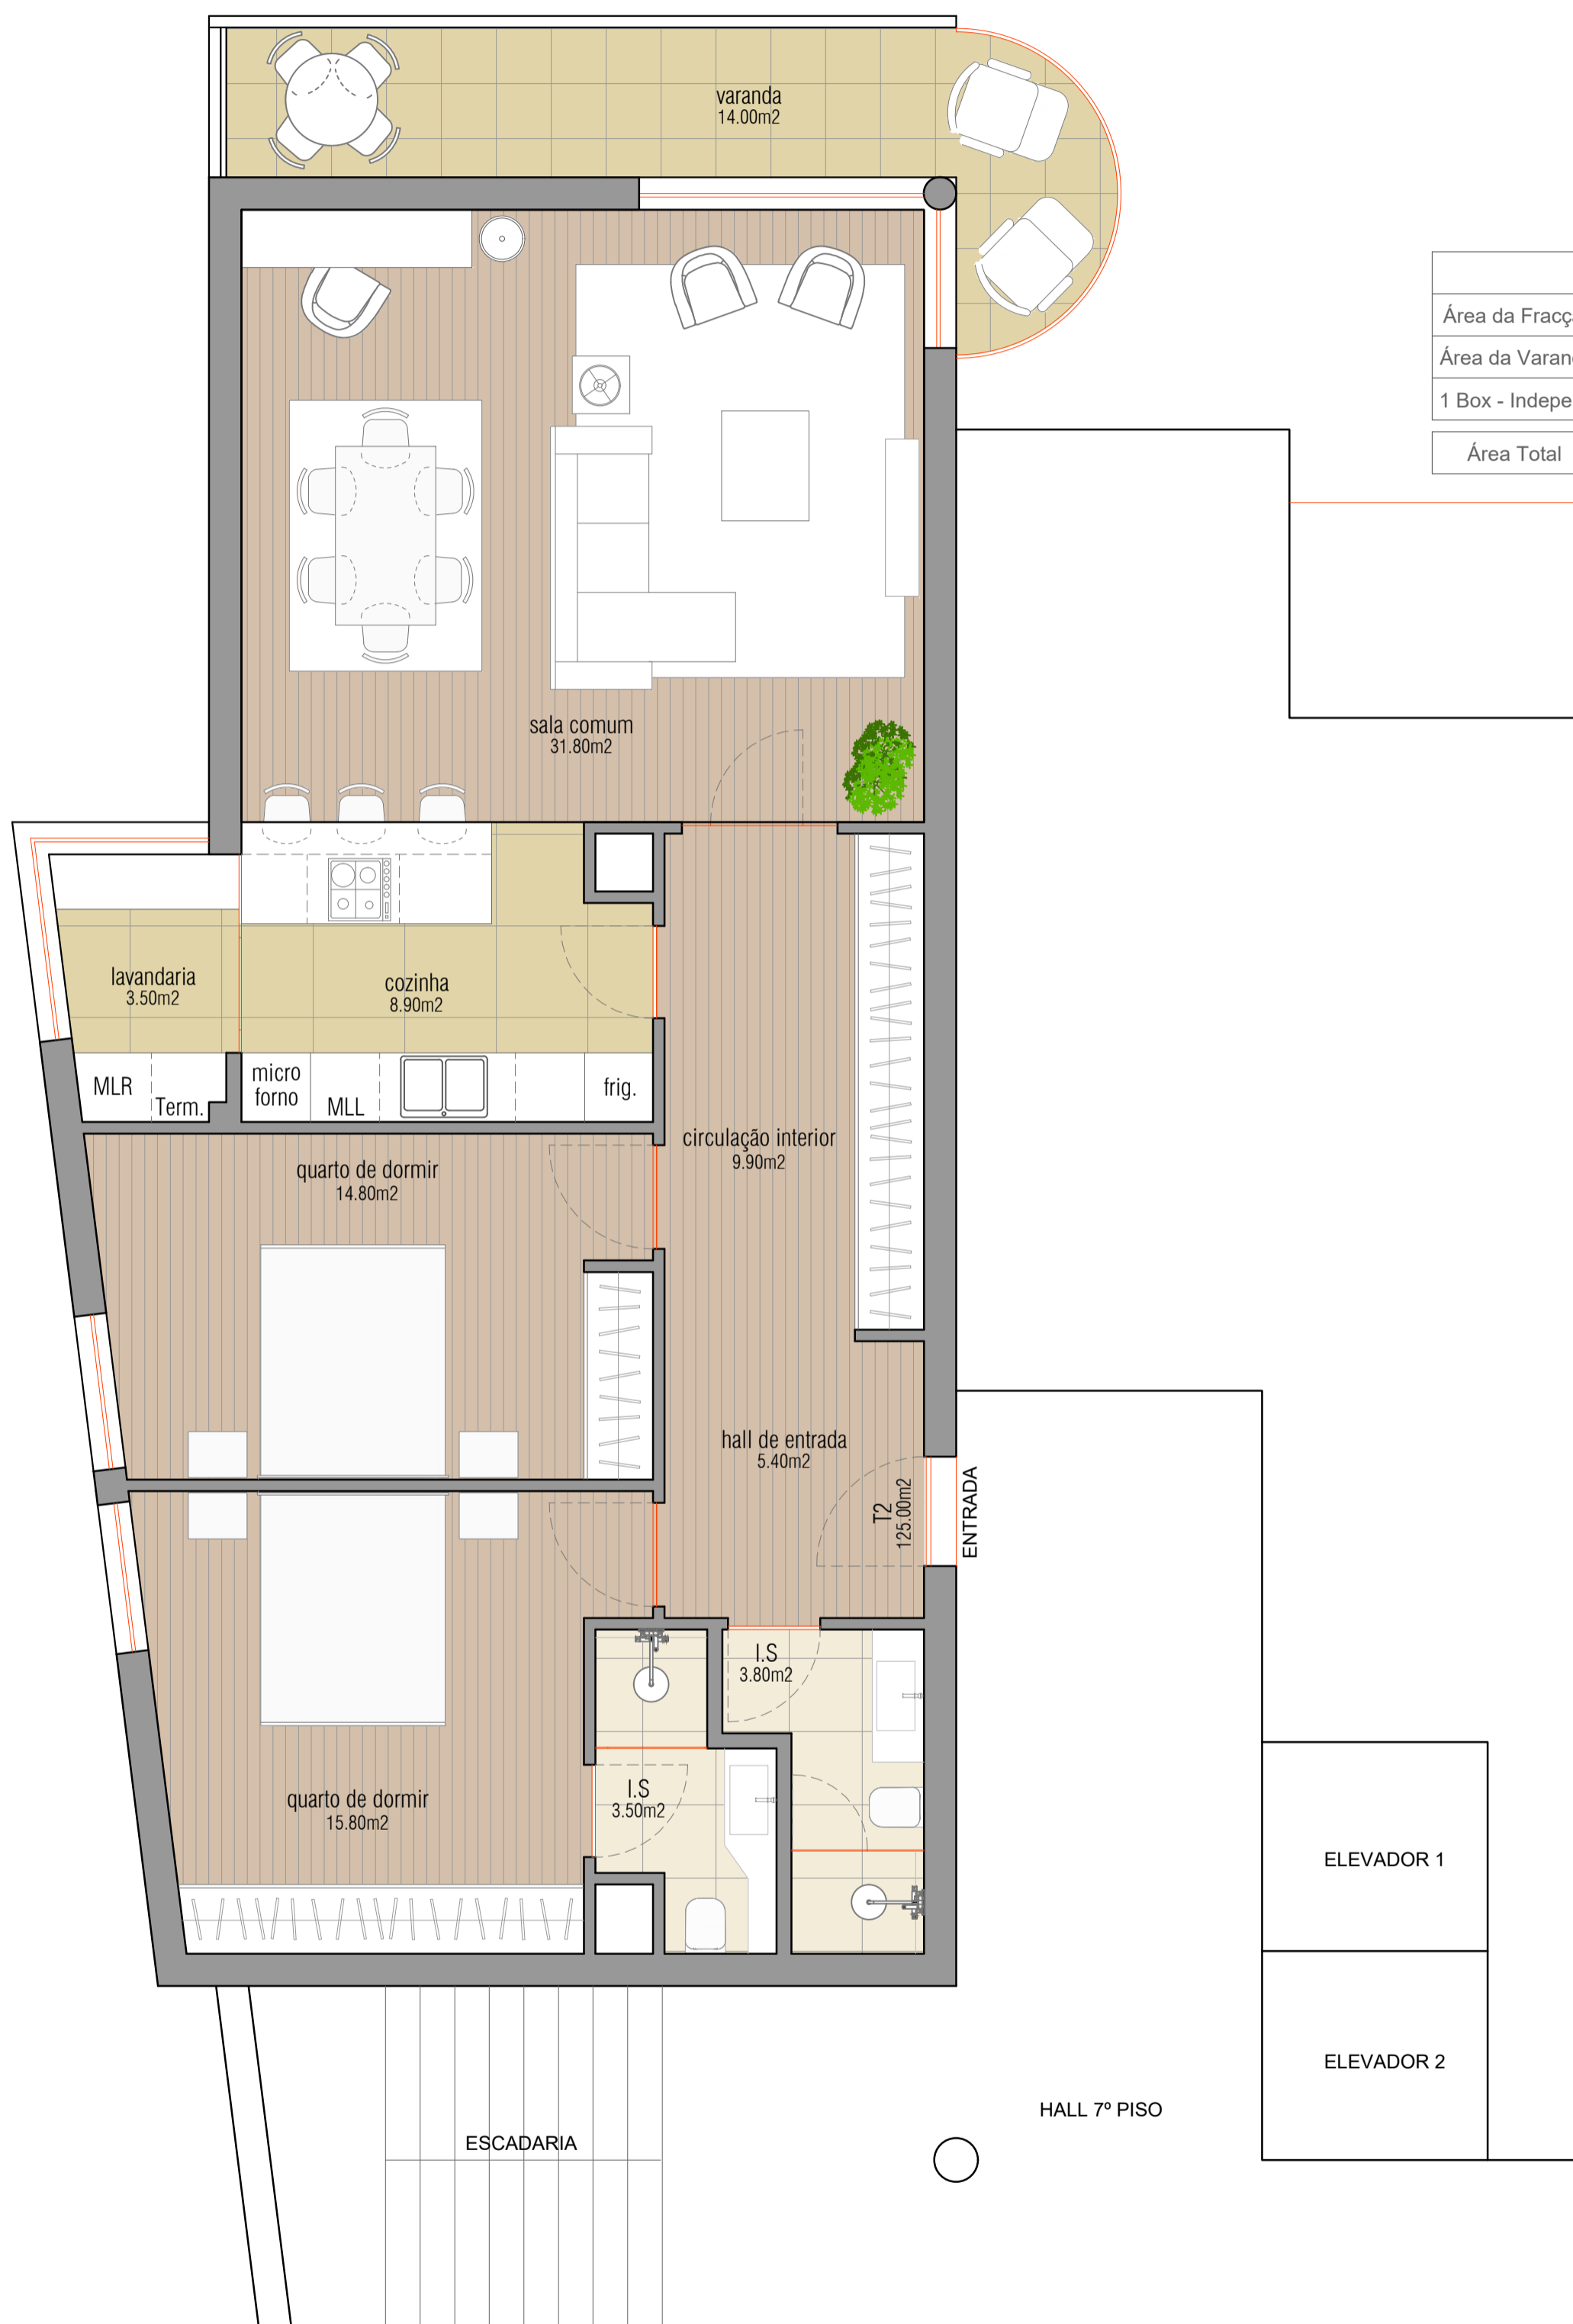 varanda
14.00m2
Área da Fracç
Área da Varan
1 Box - Indepe
Área Total
sala comum
31.80m2
lavandaria
3.50m2
cozinha
8.90m2
MLR
Term.
micro
forno
MLL
frig.
circulação interior
9.90m2
quarto de dormir
14.80m2
hall de entrada
5.40m2
T2
125.00m2
ENTRADA
I.S
3.80m2
I.S
3.50m2
quarto de dormir
15.80m2
ELEVADOR 1
ELEVADOR 2
HALL 7º PISO
ESCADARIA